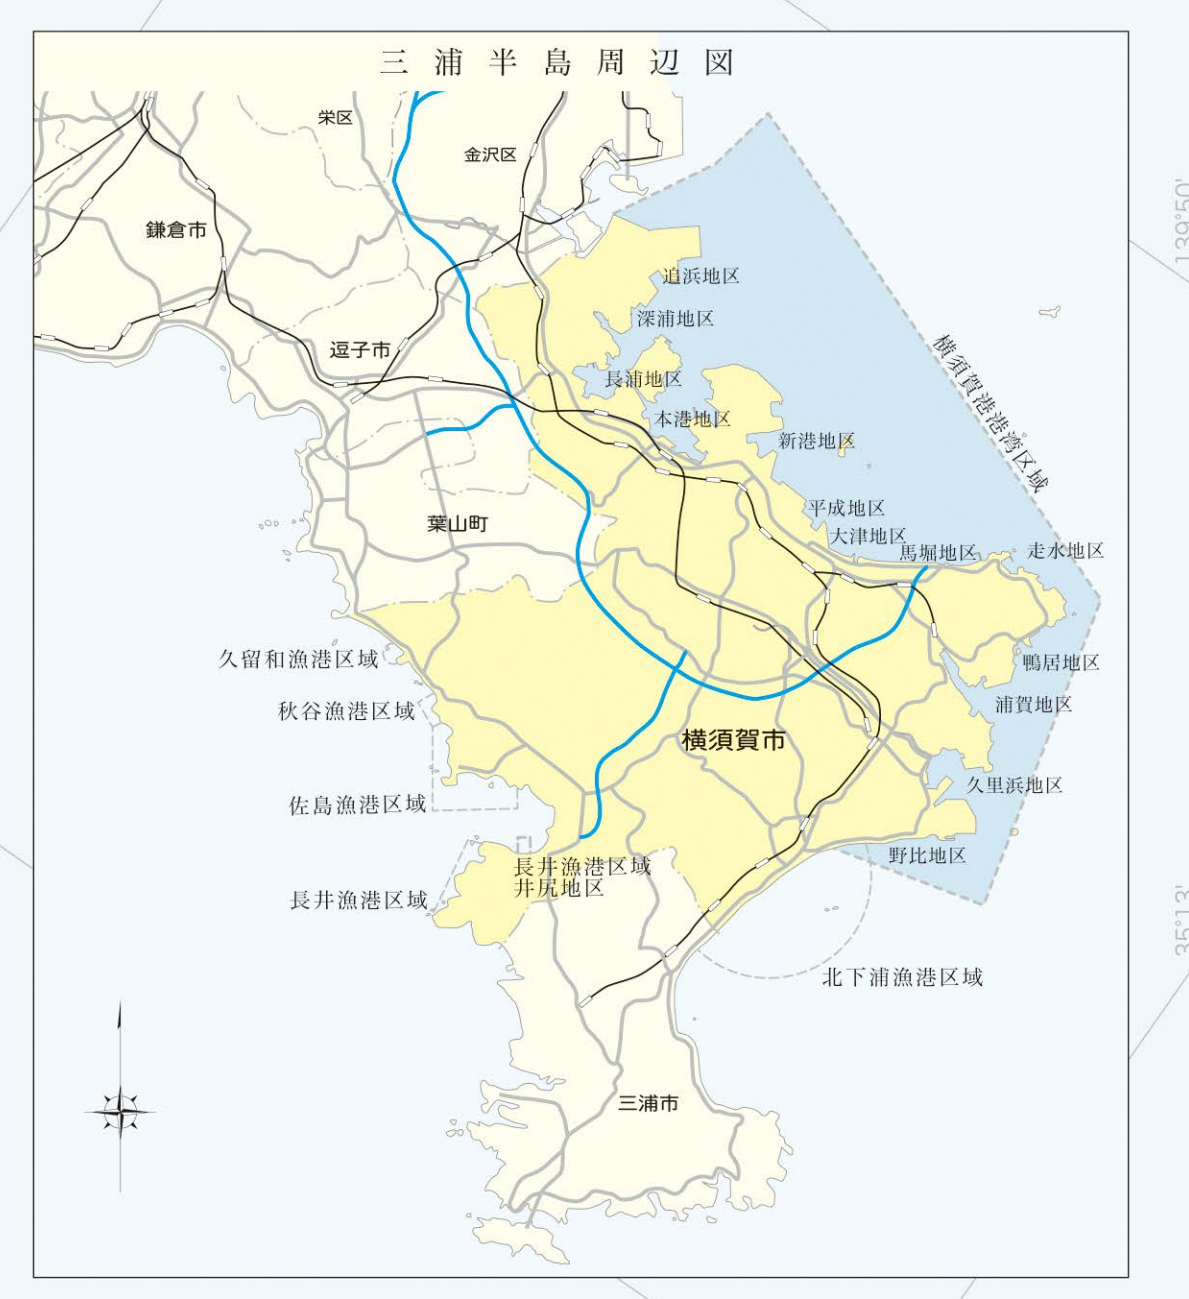 三浦半島周辺図
栄区
金沢区
139°50'
鎌倉市
追浜地区
深浦地区
横須賀港港湾区域
逗子市
長浦地区
本港地区
新港地区
平成地区
葉山町
大津地区
馬堀地区
走水地区
久留和漁港区域
鴨居地区
秋谷漁港区域
浦賀地区
横須賀市
久里浜地区
佐島漁港区域
野比地区
長井漁港区域
井尻地区
長井漁港区域
35°13'
北下浦漁港区域
三浦市